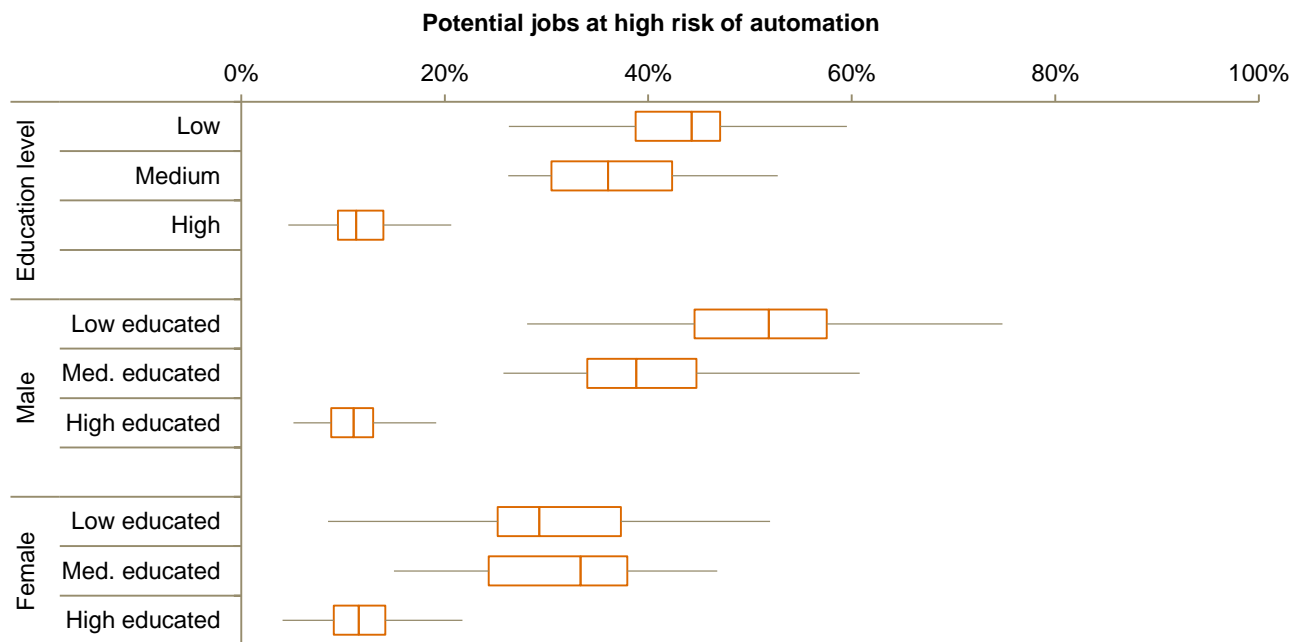 Potential jobs at high risk of automation
0% 20% 40% 60% 80% 100%
Education level
Low
Medium
High
Male
Low educated
Med. educated
High educated
Female
Low educated
Med. educated
High educated